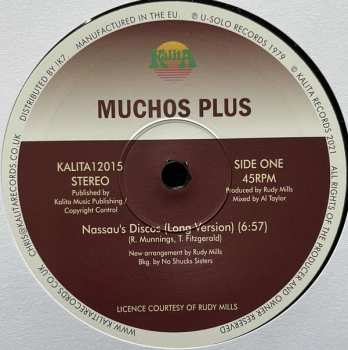 MANUFACTURED IN THE E.U.
℗ U-SOLO RECORDS 1979
© KALITA RECORDS 2021
DISTRIBUTED BY !K7
KALITA
MUCHOS PLUS
KALITA12015
STEREO
Published by
Kalita Music Publishing /
Copyright Control
SIDE ONE
45RPM
Produced by Rudy Mills
Mixed by Al Taylor
Nassau's Discos (Long Version) (6:57)
(R. Munnings, T. Fitzgerald)
New arrangement by Rudy Mills
Bkg. by No Shucks Sisters
LICENCE COURTESY OF RUDY MILLS
ALL RIGHTS OF THE PRODUCER AND OWNER RESERVED
WWW.KALITARECORDS.CO.UK
CHRIS@KALITARECORDS.CO.UK